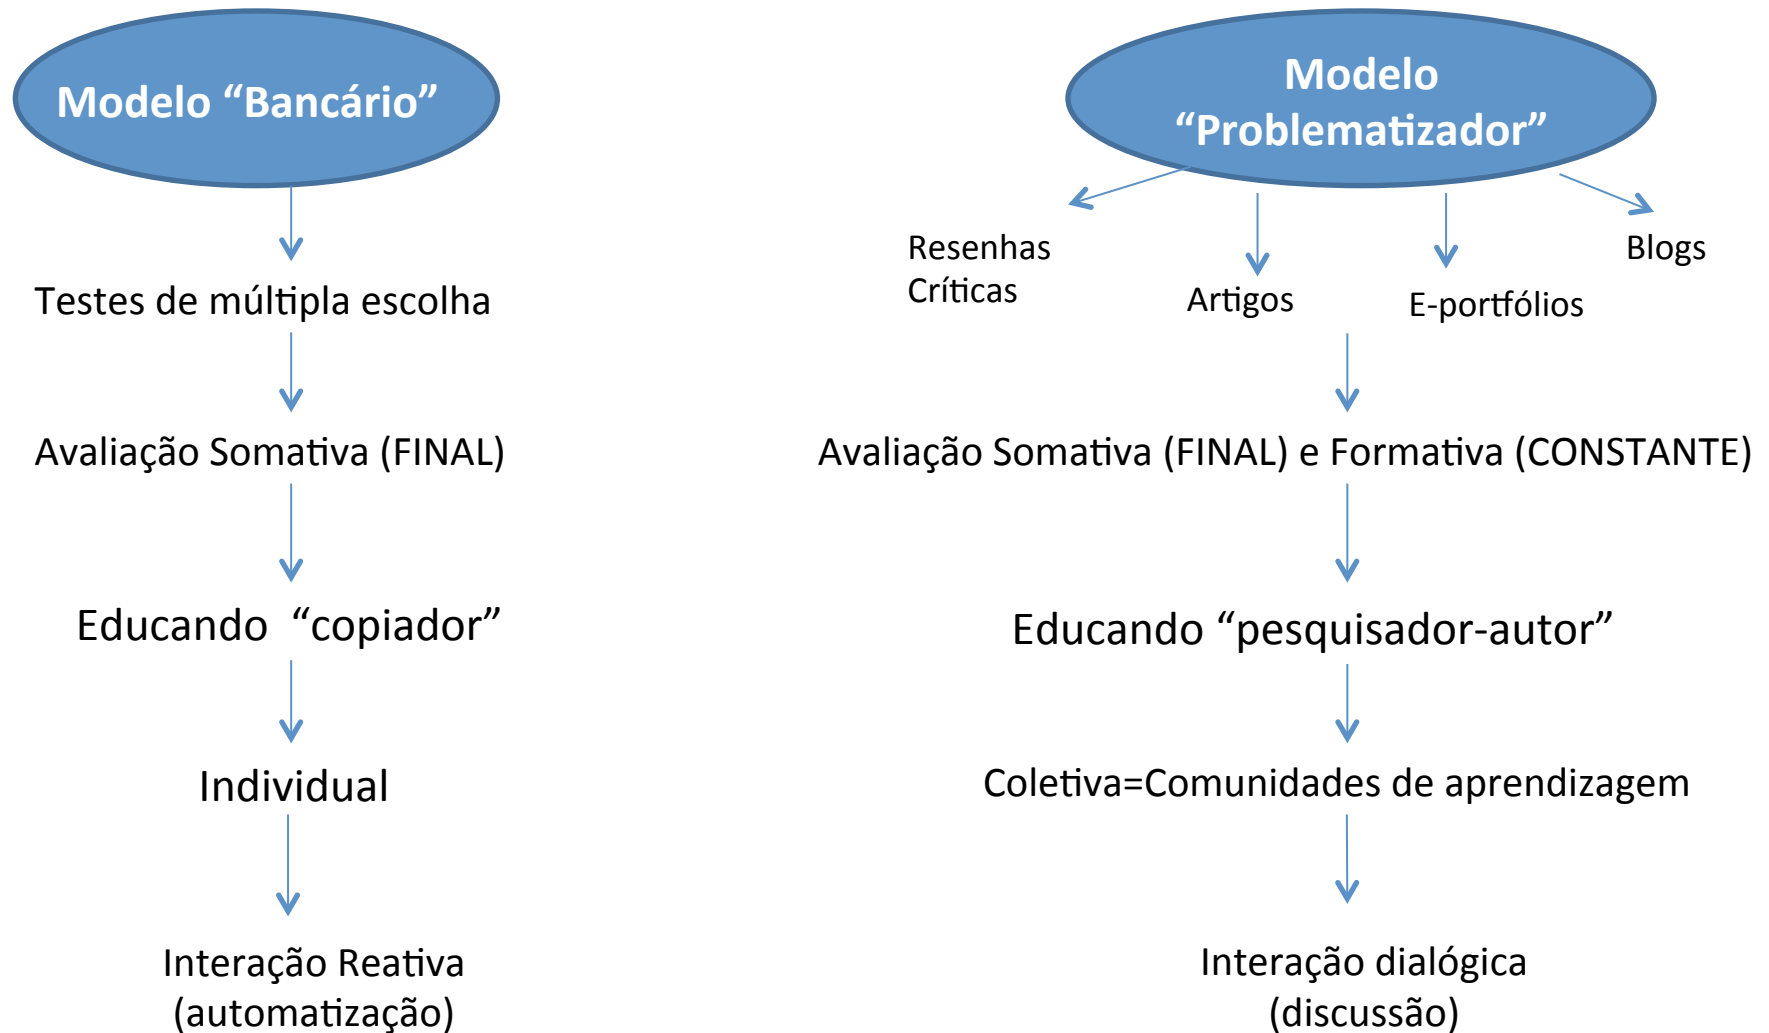 Modelo “Bancário”
Testes de múltipla escolha
Avaliação Somativa (FINAL)
Educando “copiador”
Individual
Interação Reativa
(automatização)
Modelo
“Problematizador”
Resenhas
Críticas
Artigos
E-portfólios
Blogs
Avaliação Somativa (FINAL) e Formativa (CONSTANTE)
Educando “pesquisador-autor”
Coletiva=Comunidades de aprendizagem
Interação dialógica
(discussão)